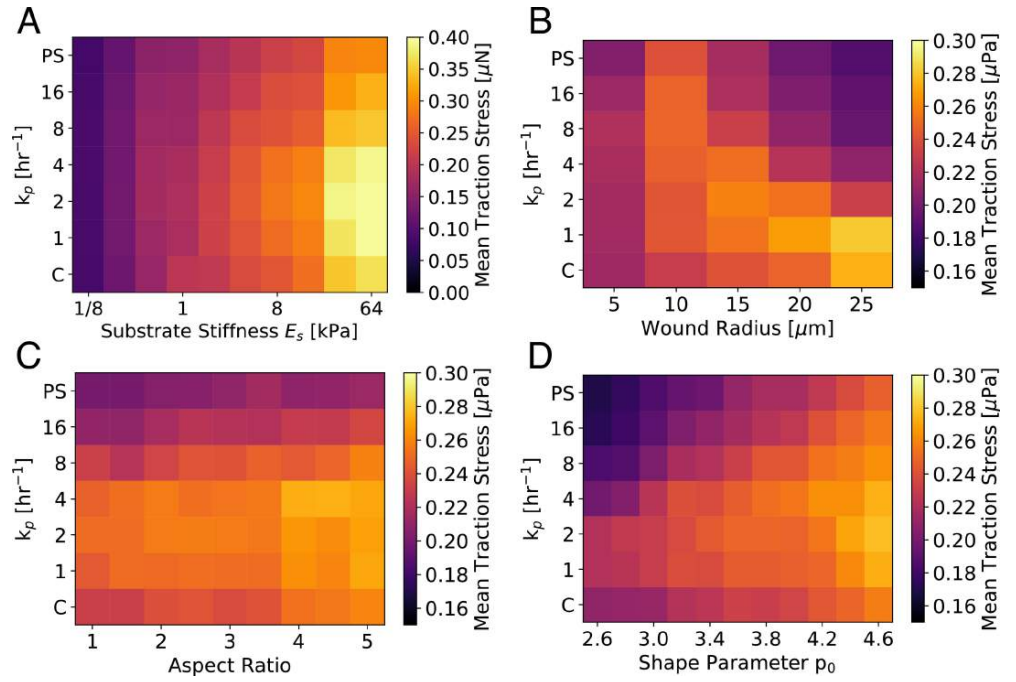 A
k_p [hr⁻¹]
PS
16
8
4
2
1
C
1/8 1 8 64
Substrate Stiffness E_s [kPa]
0.40
0.35
0.30
0.25
0.20
0.15
0.10
0.05
0.00
Mean Traction Stress [μN]
B
k_p [hr⁻¹]
PS
16
8
4
2
1
C
5 10 15 20 25
Wound Radius [μm]
0.30
0.28
0.26
0.24
0.22
0.20
0.18
0.16
Mean Traction Stress [μPa]
C
k_p [hr⁻¹]
PS
16
8
4
2
1
C
1 2 3 4 5
Aspect Ratio
0.30
0.28
0.26
0.24
0.22
0.20
0.18
0.16
Mean Traction Stress [μPa]
D
k_p [hr⁻¹]
PS
16
8
4
2
1
C
2.6 3.0 3.4 3.8 4.2 4.6
Shape Parameter p₀
0.30
0.28
0.26
0.24
0.22
0.20
0.18
0.16
Mean Traction Stress [μPa]